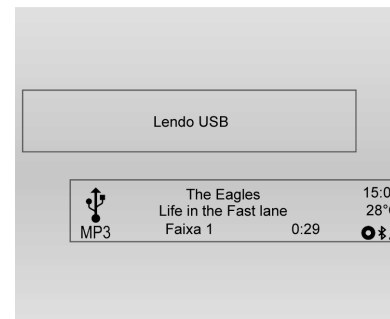 Lendo USB
The Eagles
Life in the Fast lane
MP3
Faixa 1
0:29